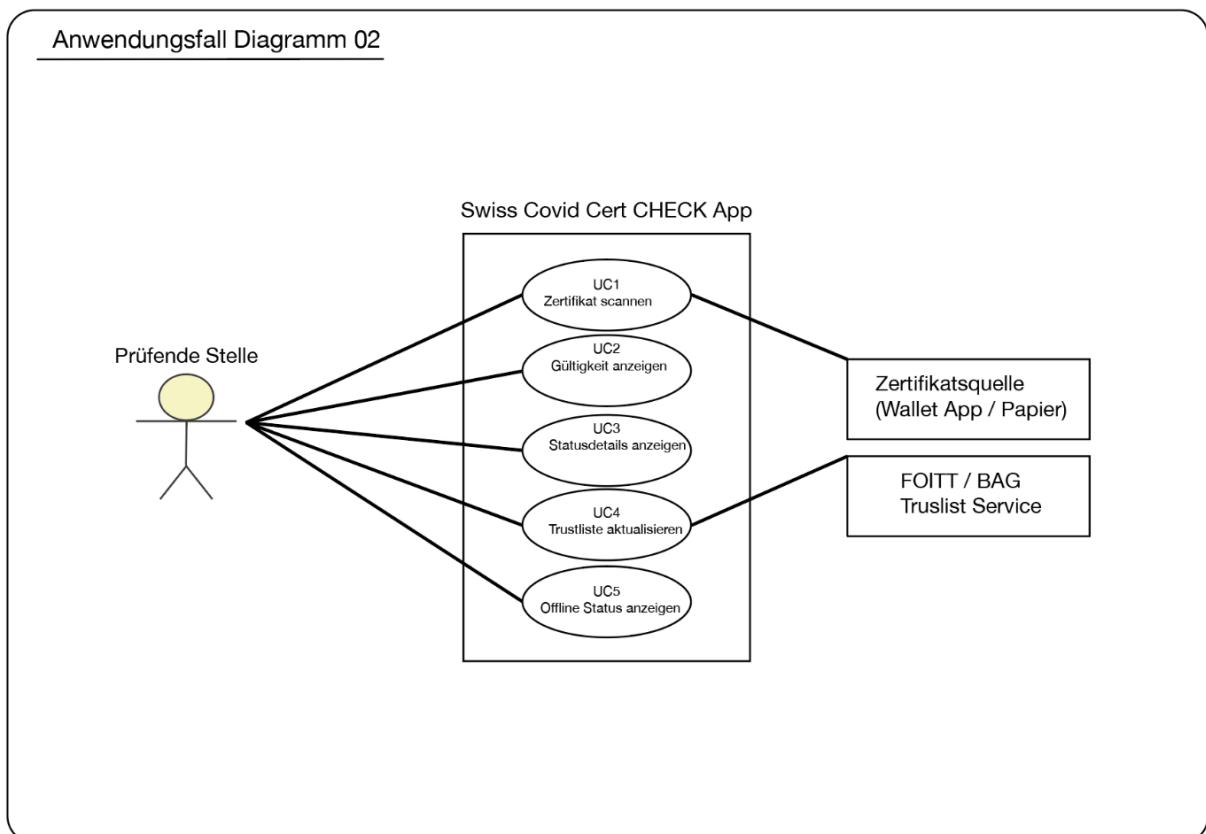 Anwendungsfall Diagramm 02
Swiss Covid Cert CHECK App
Prüfende Stelle
UC1
Zertifikat scannen
UC2
Gültigkeit anzeigen
UC3
Statusdetails anzeigen
UC4
Trustliste aktualisieren
UC5
Offline Status anzeigen
Zertifikatsquelle
(Wallet App / Papier)
FOITT / BAG
Truslist Service